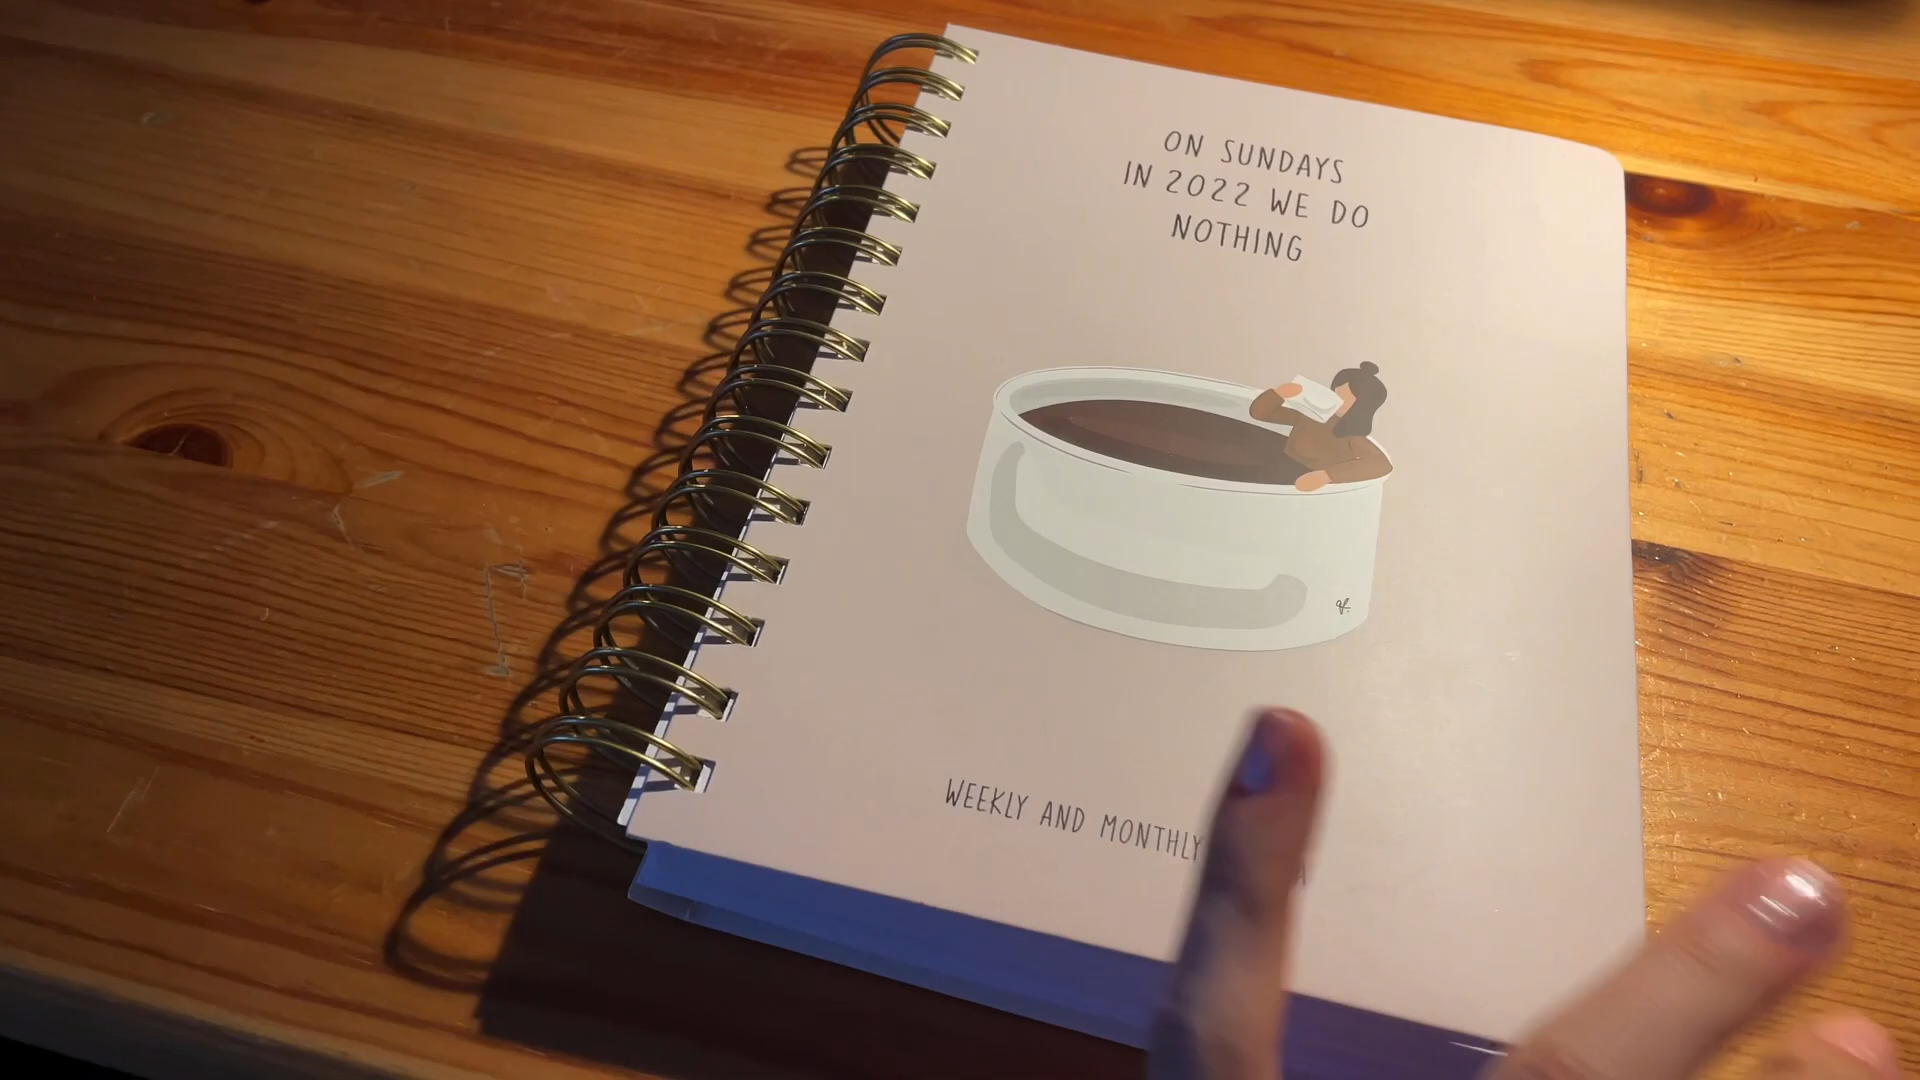 ON SUNDAYS
IN 2022 WE DO
NOTHING
WEEKLY AND MONTHLY